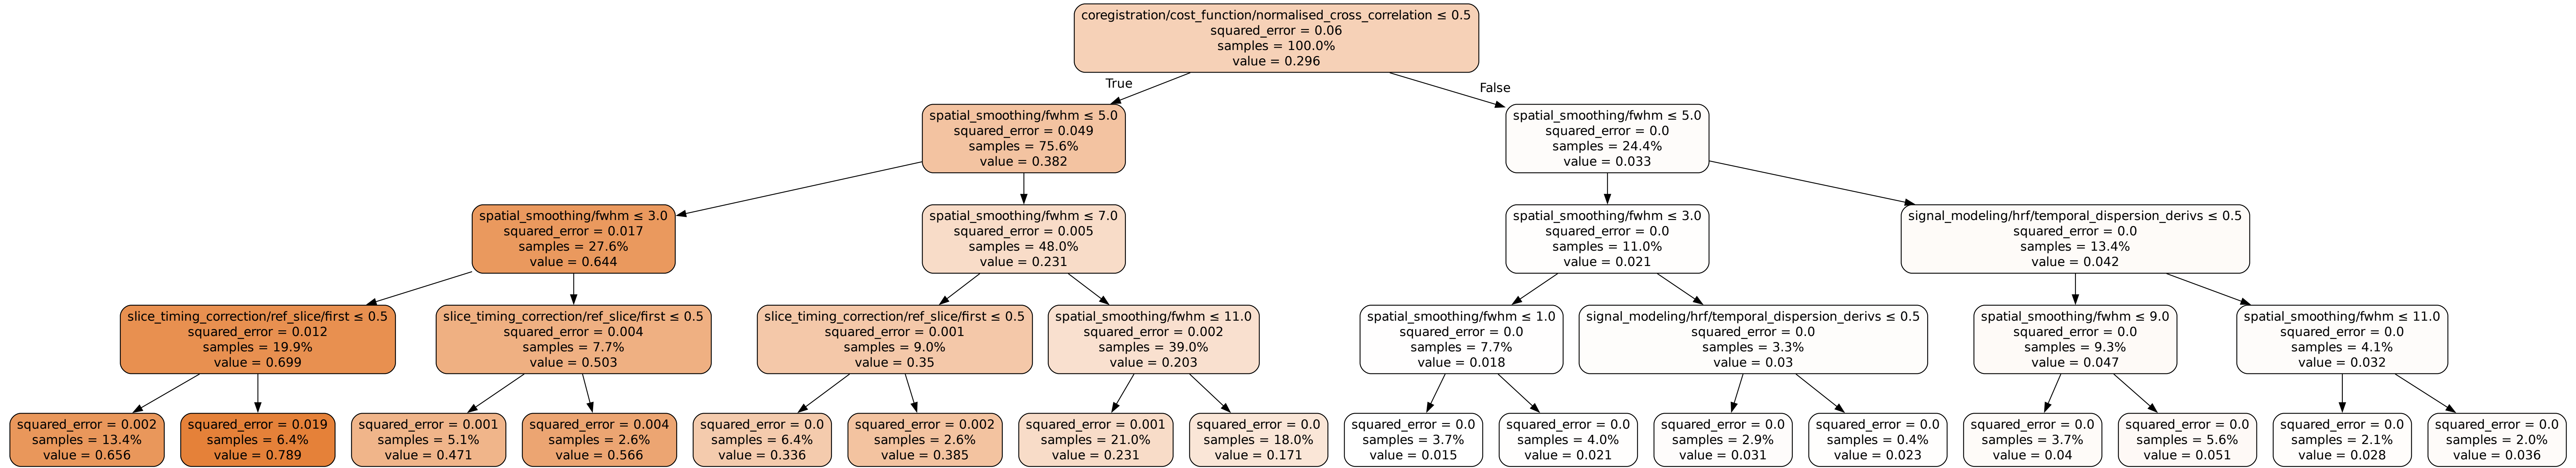 coregistration/cost_function/normalised_cross_correlation ≤ 0.5
squared_error = 0.06
samples = 100.0%
value = 0.296
True
False
spatial_smoothing/fwhm ≤ 5.0
squared_error = 0.049
samples = 75.6%
value = 0.382
spatial_smoothing/fwhm ≤ 5.0
squared_error = 0.0
samples = 24.4%
value = 0.033
spatial_smoothing/fwhm ≤ 3.0
squared_error = 0.017
samples = 27.6%
value = 0.644
spatial_smoothing/fwhm ≤ 7.0
squared_error = 0.005
samples = 48.0%
value = 0.231
spatial_smoothing/fwhm ≤ 3.0
squared_error = 0.0
samples = 11.0%
value = 0.021
signal_modeling/hrf/temporal_dispersion_derivs ≤ 0.5
squared_error = 0.0
samples = 13.4%
value = 0.042
slice_timing_correction/ref_slice/first ≤ 0.5
squared_error = 0.012
samples = 19.9%
value = 0.699
slice_timing_correction/ref_slice/first ≤ 0.5
squared_error = 0.004
samples = 7.7%
value = 0.503
slice_timing_correction/ref_slice/first ≤ 0.5
squared_error = 0.001
samples = 9.0%
value = 0.35
spatial_smoothing/fwhm ≤ 11.0
squared_error = 0.002
samples = 39.0%
value = 0.203
spatial_smoothing/fwhm ≤ 1.0
squared_error = 0.0
samples = 7.7%
value = 0.018
signal_modeling/hrf/temporal_dispersion_derivs ≤ 0.5
squared_error = 0.0
samples = 3.3%
value = 0.03
spatial_smoothing/fwhm ≤ 9.0
squared_error = 0.0
samples = 9.3%
value = 0.047
spatial_smoothing/fwhm ≤ 11.0
squared_error = 0.0
samples = 4.1%
value = 0.032
squared_error = 0.002
samples = 13.4%
value = 0.656
squared_error = 0.019
samples = 6.4%
value = 0.789
squared_error = 0.001
samples = 5.1%
value = 0.471
squared_error = 0.004
samples = 2.6%
value = 0.566
squared_error = 0.0
samples = 6.4%
value = 0.336
squared_error = 0.002
samples = 2.6%
value = 0.385
squared_error = 0.001
samples = 21.0%
value = 0.231
squared_error = 0.0
samples = 18.0%
value = 0.171
squared_error = 0.0
samples = 3.7%
value = 0.015
squared_error = 0.0
samples = 4.0%
value = 0.021
squared_error = 0.0
samples = 2.9%
value = 0.031
squared_error = 0.0
samples = 0.4%
value = 0.023
squared_error = 0.0
samples = 3.7%
value = 0.04
squared_error = 0.0
samples = 5.6%
value = 0.051
squared_error = 0.0
samples = 2.1%
value = 0.028
squared_error = 0.0
samples = 2.0%
value = 0.036